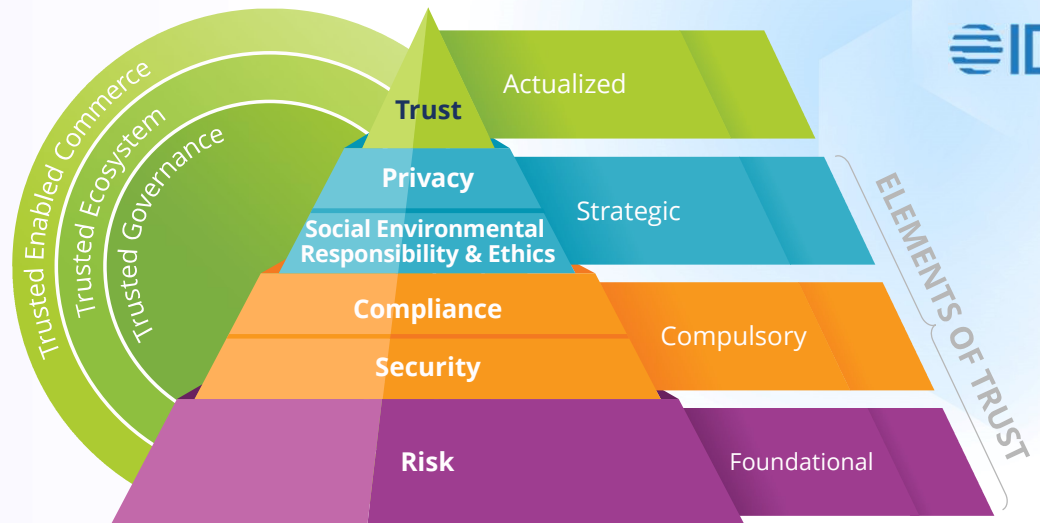 Trusted Enabled Commerce
Trusted Ecosystem
Trusted Governance
Trust
Actualized
Privacy
Social Environmental
Responsibility & Ethics
Strategic
Compliance
Security
Compulsory
Risk
Foundational
ELEMENTS OF TRUST